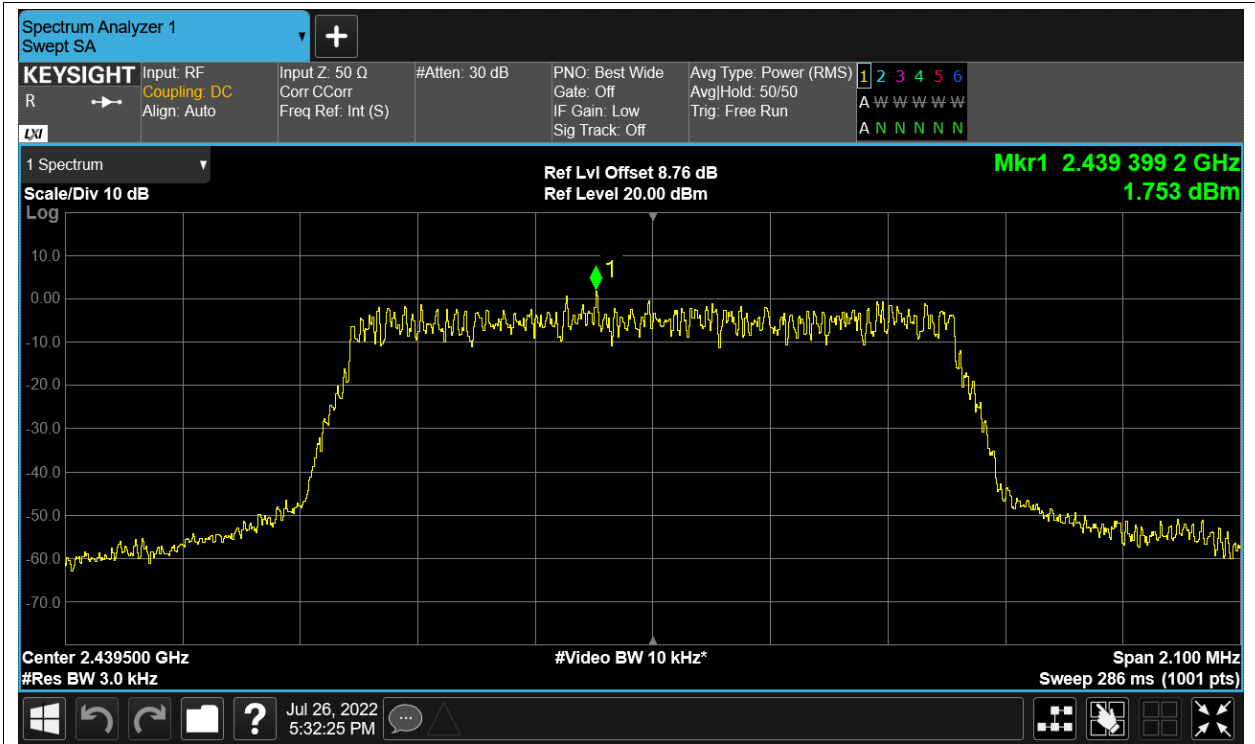 Spectrum Analyzer 1
Swept SA
KEYSIGHT
R
LXI
Input: RF
Coupling: DC
Align: Auto
Input Z: 50 Ω
Corr CCorr
Freq Ref: Int (S)
#Atten: 30 dB
PNO: Best Wide
Gate: Off
IF Gain: Low
Sig Track: Off
Avg Type: Power (RMS)
Avg|Hold: 50/50
Trig: Free Run
1 2 3 4 5 6
A W W W W W
A N N N N N
1 Spectrum
Scale/Div 10 dB
Log
Ref Lvl Offset 8.76 dB
Ref Level 20.00 dBm
Mkr1 2.439 399 2 GHz
1.753 dBm
1
10.0
0.00
-10.0
-20.0
-30.0
-40.0
-50.0
-60.0
-70.0
Center 2.439500 GHz
#Res BW 3.0 kHz
#Video BW 10 kHz*
Span 2.100 MHz
Sweep 286 ms (1001 pts)
?
Jul 26, 2022
5:32:25 PM